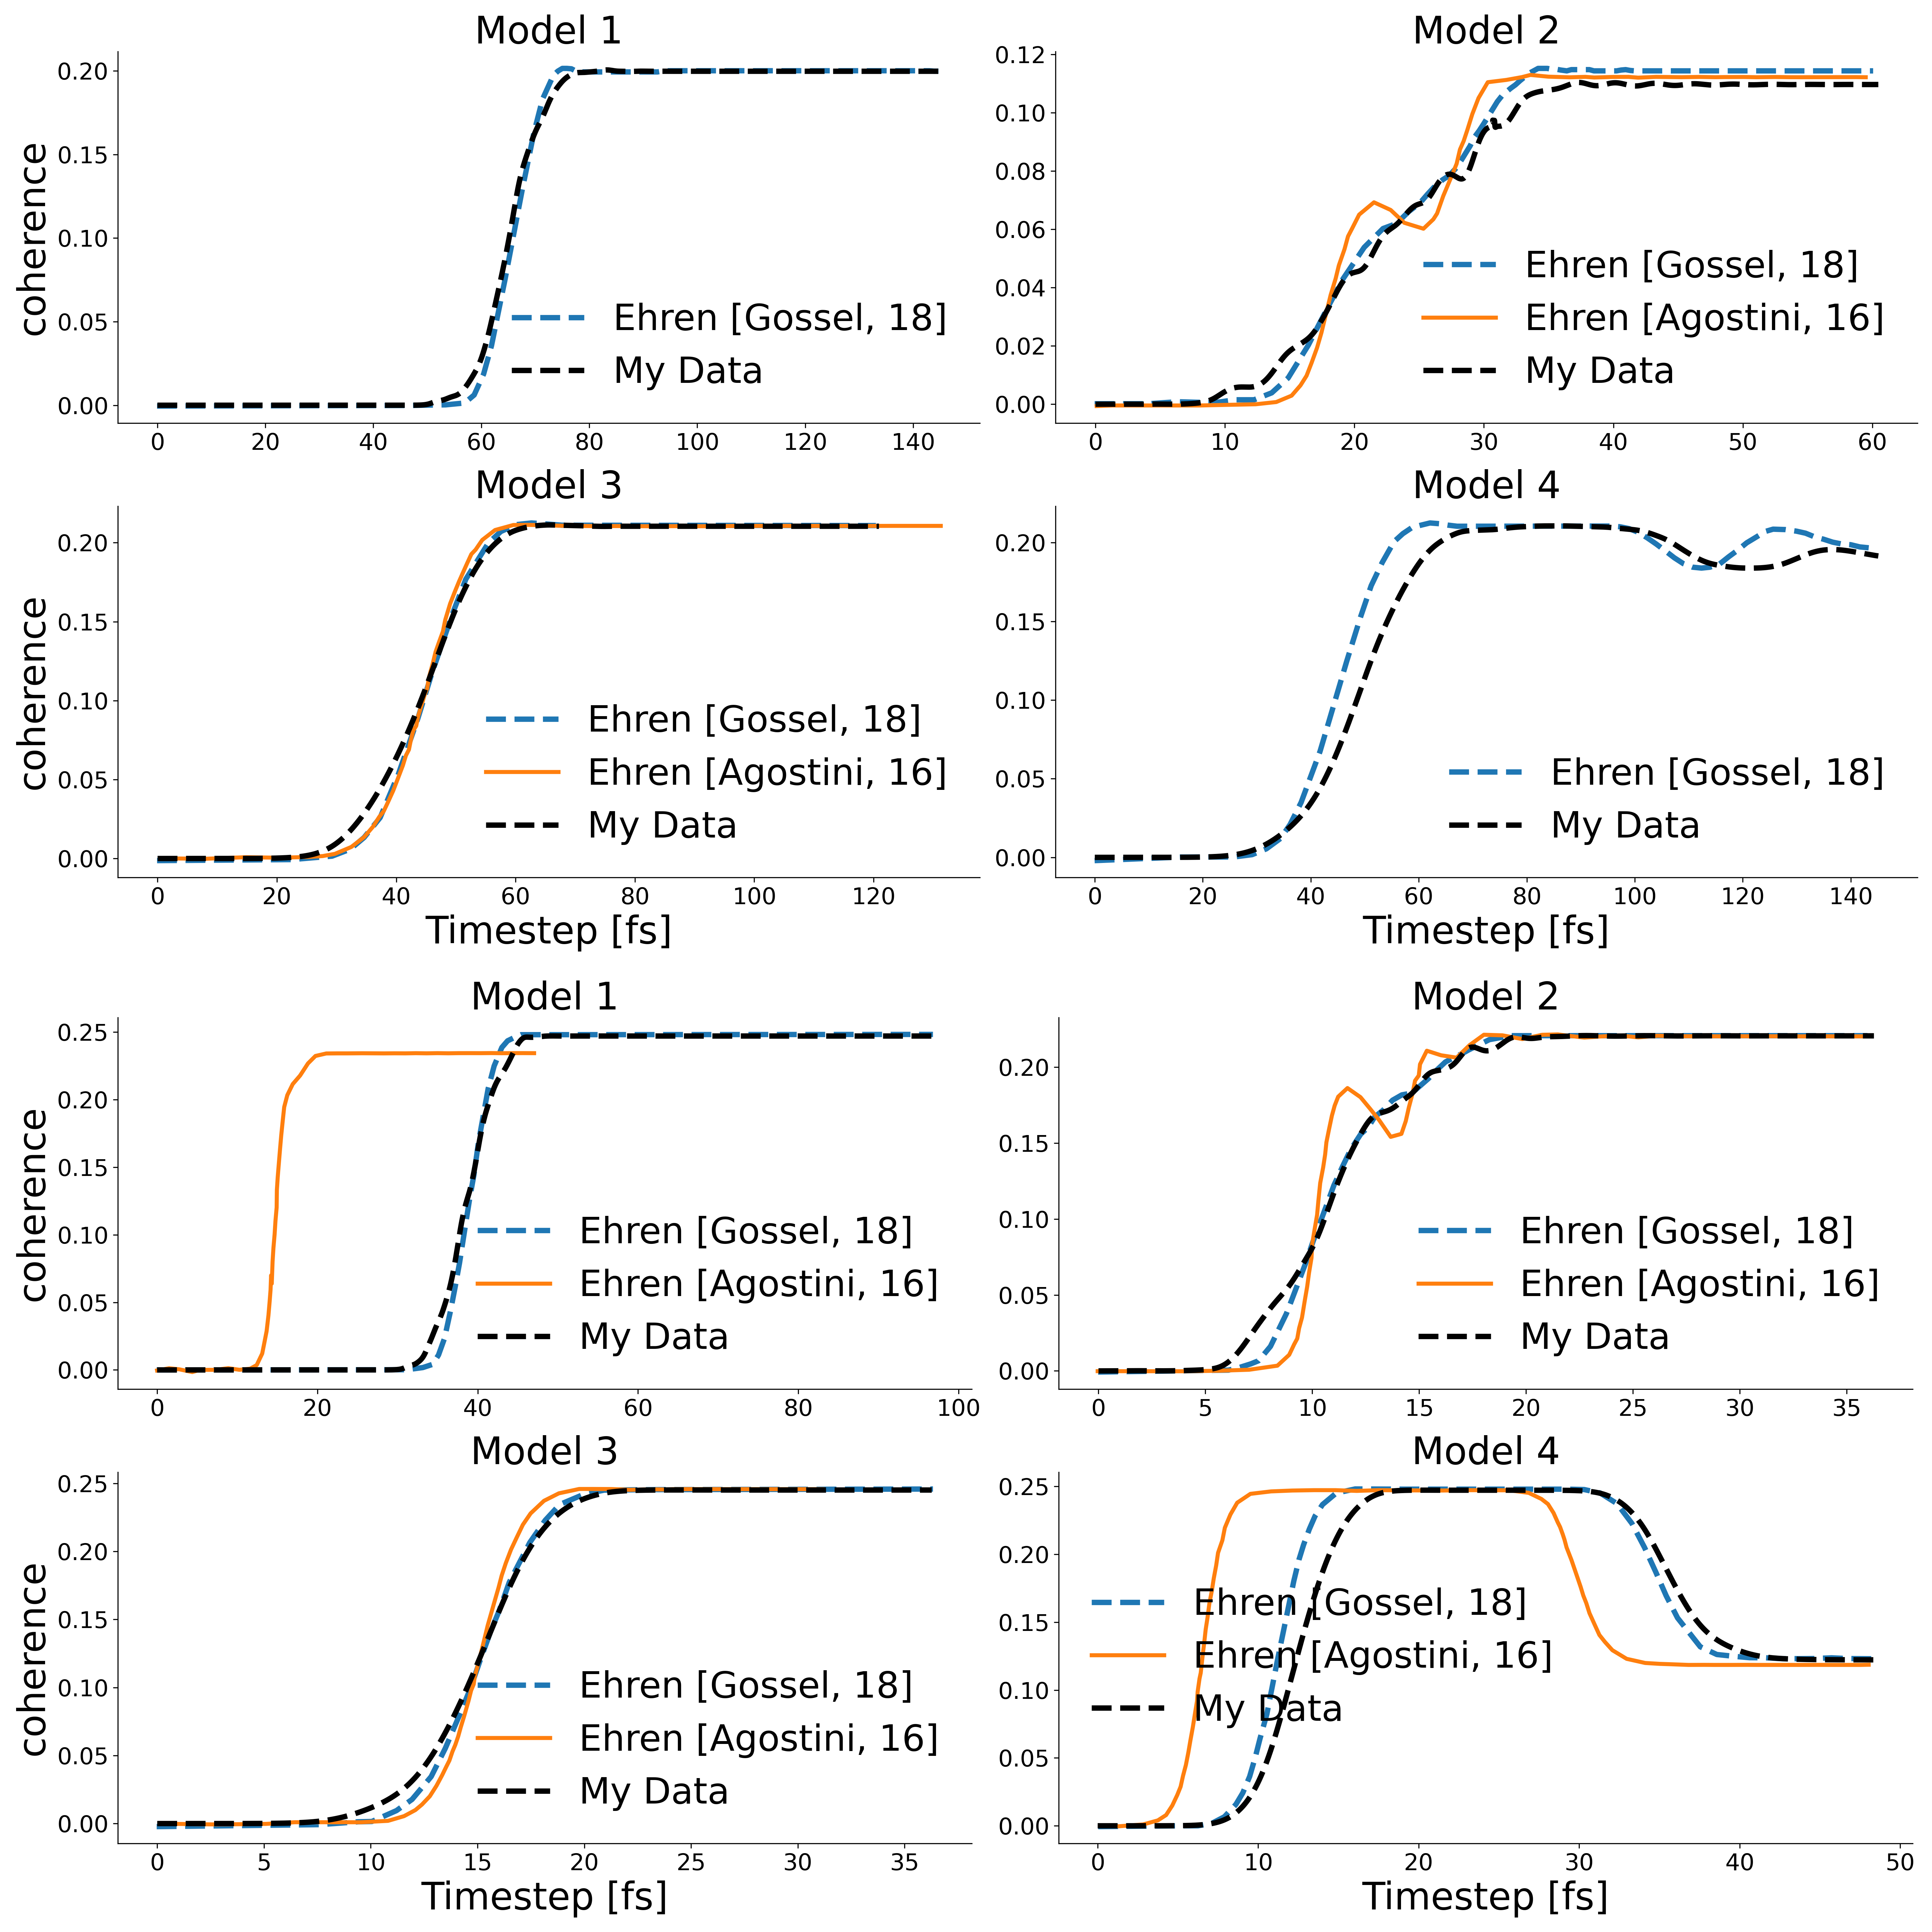 Model 1
coherence
0.20
0.15
0.10
0.05
0.00
Ehren [Gossel, 18]
My Data
0 20 40 60 80 100 120 140
Model 2
0.12
0.10
0.08
0.06
0.04
0.02
0.00
Ehren [Gossel, 18]
Ehren [Agostini, 16]
My Data
0 10 20 30 40 50 60
Model 3
coherence
0.20
0.15
0.10
0.05
0.00
Ehren [Gossel, 18]
Ehren [Agostini, 16]
My Data
0 20 40 60 80 100 120
Timestep [fs]
Model 4
0.20
0.15
0.10
0.05
0.00
Ehren [Gossel, 18]
My Data
0 20 40 60 80 100 120 140
Timestep [fs]
Model 1
coherence
0.25
0.20
0.15
0.10
0.05
0.00
Ehren [Gossel, 18]
Ehren [Agostini, 16]
My Data
0 20 40 60 80 100
Model 2
0.20
0.15
0.10
0.05
0.00
Ehren [Gossel, 18]
Ehren [Agostini, 16]
My Data
0 5 10 15 20 25 30 35
Model 3
coherence
0.25
0.20
0.15
0.10
0.05
0.00
Ehren [Gossel, 18]
Ehren [Agostini, 16]
My Data
0 5 10 15 20 25 30 35
Timestep [fs]
Model 4
0.25
0.20
0.15
0.10
0.05
0.00
Ehren [Gossel, 18]
Ehren [Agostini, 16]
My Data
0 10 20 30 40 50
Timestep [fs]